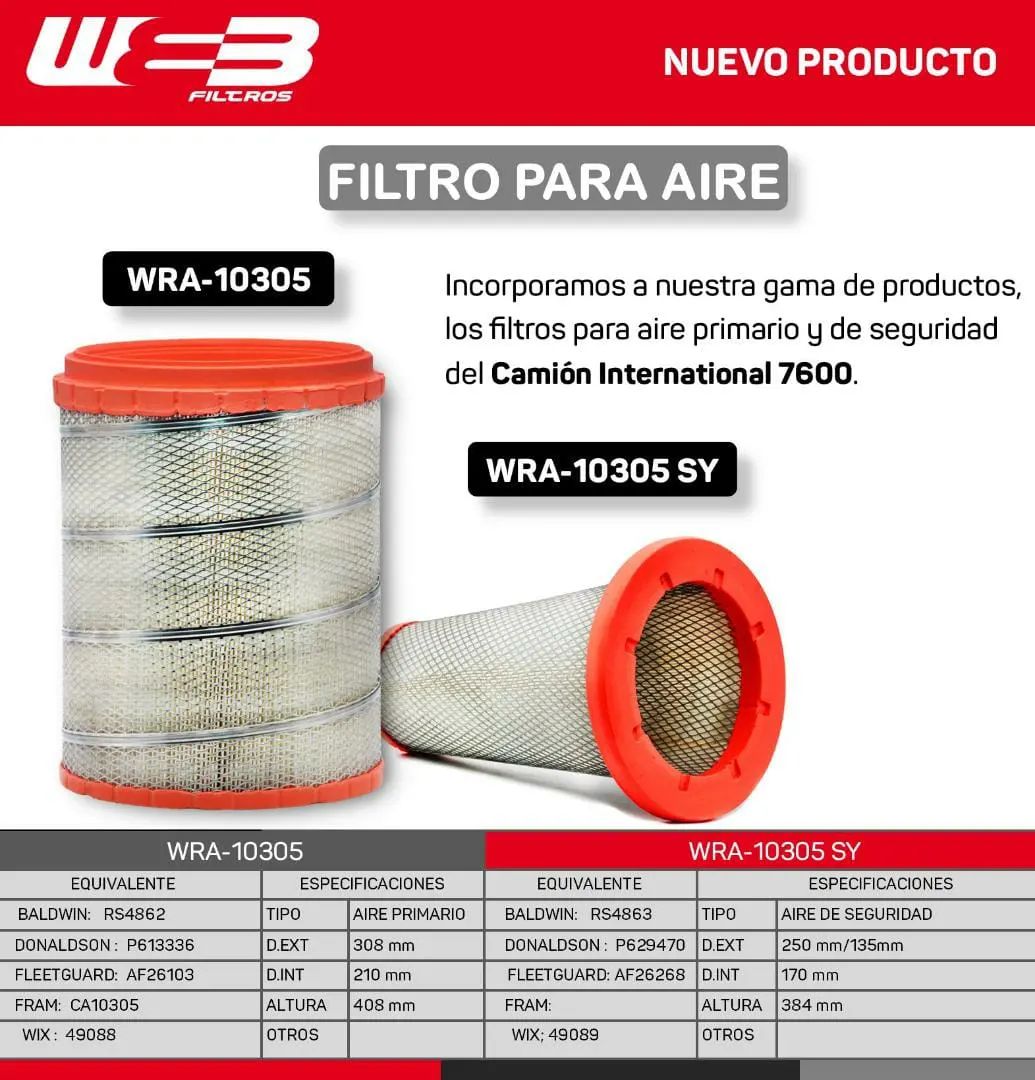 WEB
FILTROS
NUEVO PRODUCTO
FILTRO PARA AIRE
WRA-10305
Incorporamos a nuestra gama de productos,
los filtros para aire primario y de seguridad
del Camión International 7600.
WRA-10305 SY
WRA-10305 WRA-10305 SY
EQUIVALENTE ESPECIFICACIONES EQUIVALENTE ESPECIFICACIONES
BALDWIN: RS4862 TIPO AIRE PRIMARIO BALDWIN: RS4863 TIPO AIRE DE SEGURIDAD
DONALDSON : P613336 D.EXT 308 mm DONALDSON : P629470 D.EXT 250 mm/135mm
FLEETGUARD: AF26103 D.INT 210 mm FLEETGUARD: AF26268 D.INT 170 mm
FRAM: CA10305 ALTURA 408 mm FRAM: ALTURA 384 mm
WIX : 49088 OTROS WIX; 49089 OTROS